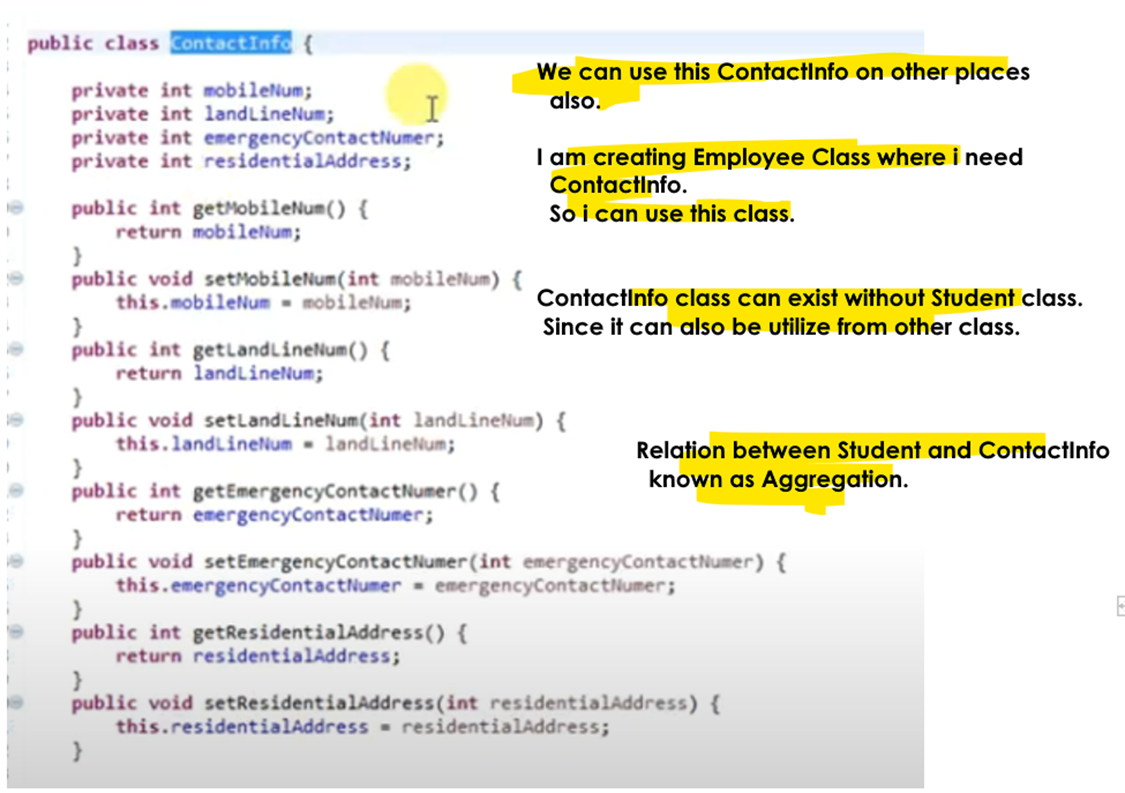 public class ContactInfo {
We can use this ContactInfo on other places
also.
private int mobileNum;
private int landLineNum;
private int emergencyContactNumer;
private int residentialAddress;
I am creating Employee Class where i need
ContactInfo.
So i can use this class.
public int getMobileNum() {
return mobileNum;
}
public void setMobileNum(int mobileNum) {
this.mobileNum = mobileNum;
}
ContactInfo class can exist without Student class.
Since it can also be utilize from other class.
public int getLandLineNum() {
return landLineNum;
}
public void setLandLineNum(int landLineNum) {
this.landLineNum = landLineNum;
}
Relation between Student and ContactInfo
known as Aggregation.
public int getEmergencyContactNumer() {
return emergencyContactNumer;
}
public void setEmergencyContactNumer(int emergencyContactNumer) {
this.emergencyContactNumer = emergencyContactNumer;
}
public int getResidentialAddress() {
return residentialAddress;
}
public void setResidentialAddress(int residentialAddress) {
this.residentialAddress = residentialAddress;
}